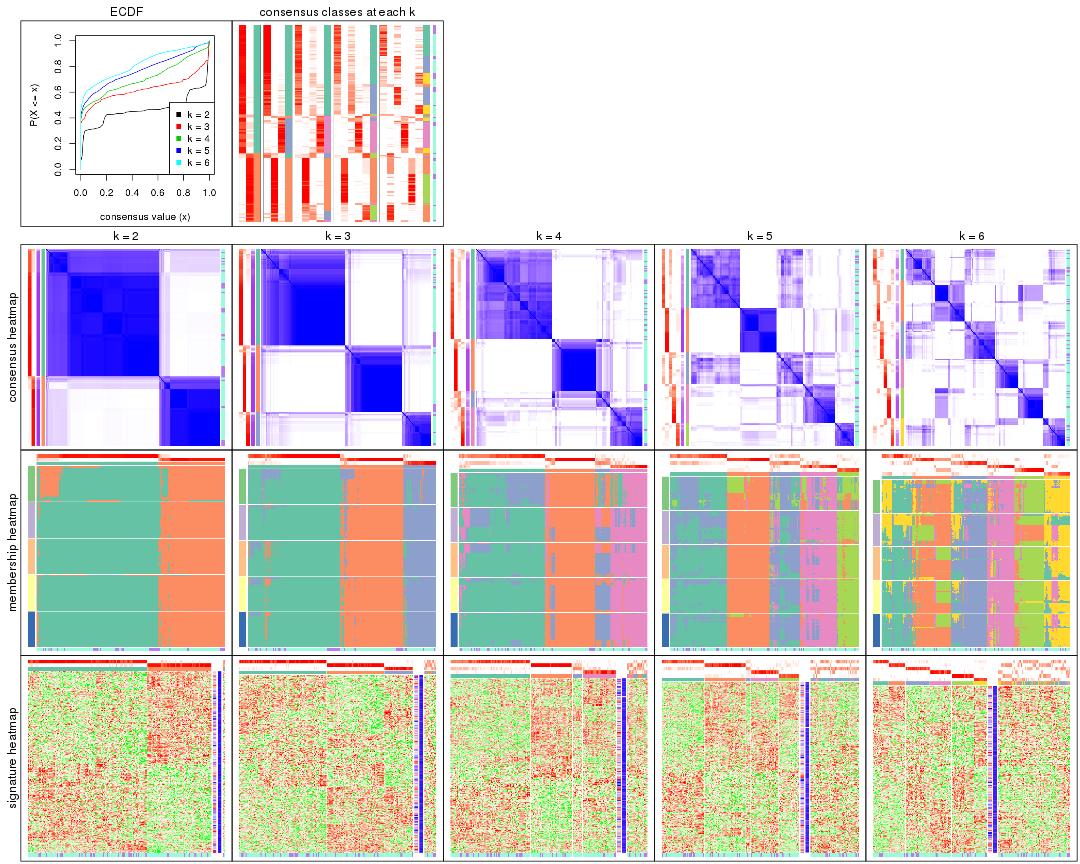 ECDF
consensus classes at each k
P(X <= x)
0.0
0.2
0.4
0.6
0.8
1.0
k = 2
k = 3
k = 4
k = 5
k = 6
0.0 0.2 0.4 0.6 0.8 1.0
consensus value (x)
k = 2
k = 3
k = 4
k = 5
k = 6
consensus heatmap
membership heatmap
signature heatmap